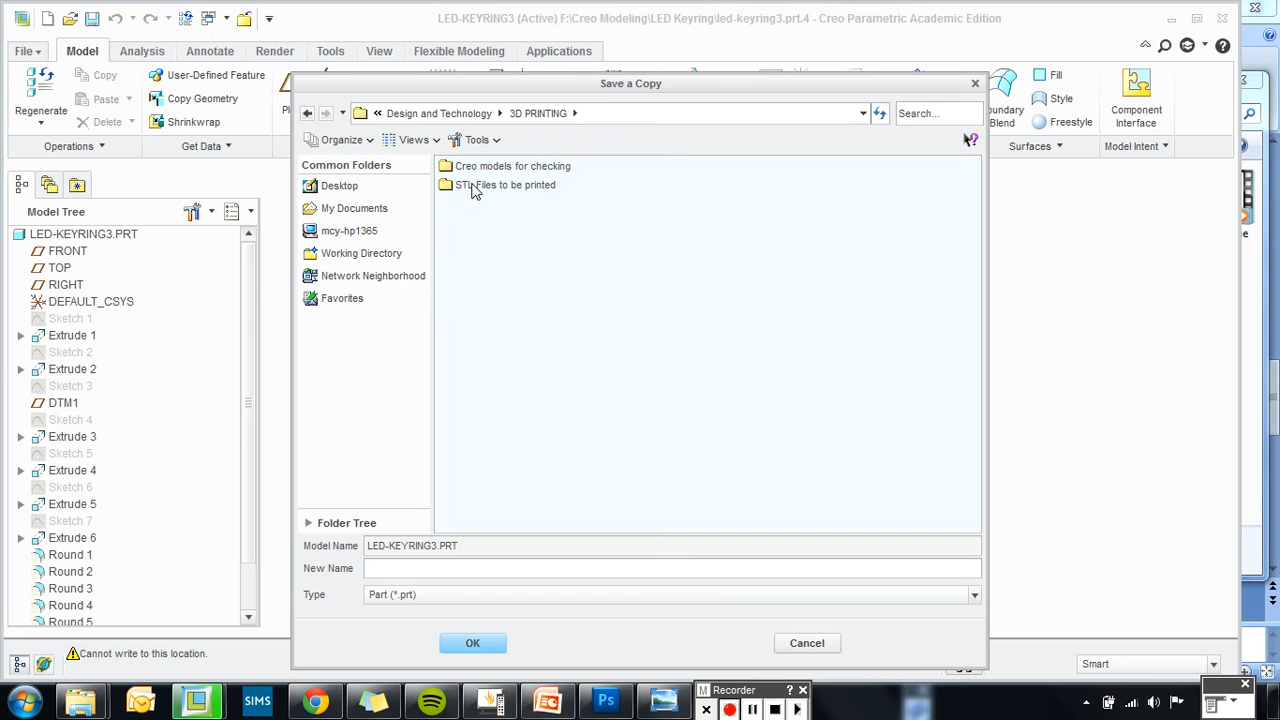 LED-KEYRING3 (Active) F:\Creo Modeling\LED Keyring\led-keyring3.prt.4 - Creo Parametric Academic Edition
File Model Analysis Annotate Render Tools View Flexible Modeling Applications
Regenerate
Copy
Paste
Delete
Operations
User-Defined Feature
Copy Geometry
Shrinkwrap
Get Data
Fill
Style
Freestyle
Surfaces
Component
Interface
Model Intent
Save a Copy
« Design and Technology 3D PRINTING
Search...
Organize Views Tools
Common Folders
Desktop
My Documents
mcy-hp1365
Working Directory
Network Neighborhood
Favorites
Folder Tree
Creo models for checking
STL Files to be printed
Model Name LED-KEYRING3.PRT
New Name
Type Part (*.prt)
OK Cancel
Model Tree
LED-KEYRING3.PRT
FRONT
TOP
RIGHT
DEFAULT_CSYS
Sketch 1
Extrude 1
Sketch 2
Extrude 2
Sketch 3
DTM1
Sketch 4
Extrude 3
Sketch 5
Extrude 4
Sketch 6
Extrude 5
Sketch 7
Extrude 6
Round 1
Round 2
Round 3
Round 4
Round 5
Cannot write to this location.
Smart
SIMS
Ps
Recorder